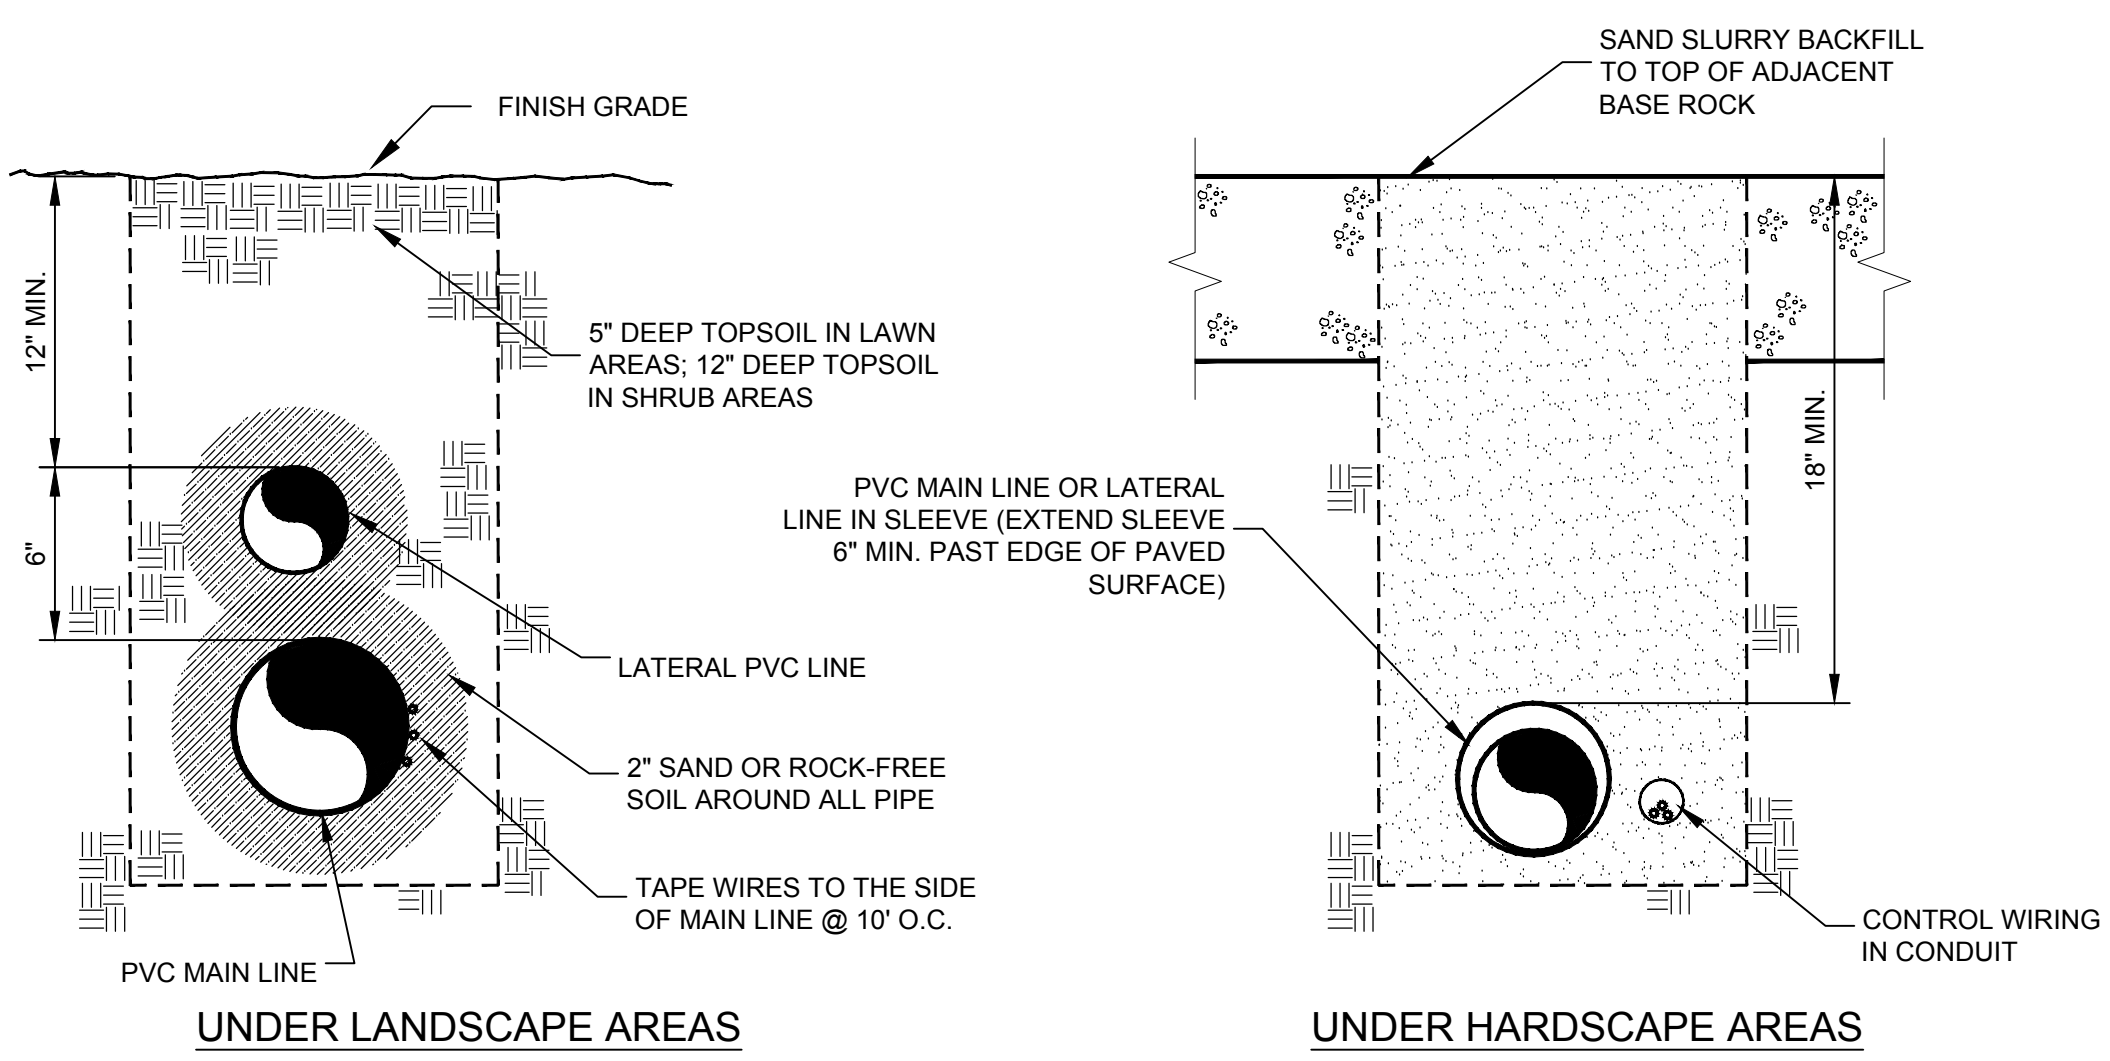 FINISH GRADE
12" MIN.
5" DEEP TOPSOIL IN LAWN
AREAS; 12" DEEP TOPSOIL
IN SHRUB AREAS
6"
LATERAL PVC LINE
2" SAND OR ROCK-FREE
SOIL AROUND ALL PIPE
TAPE WIRES TO THE SIDE
OF MAIN LINE @ 10' O.C.
PVC MAIN LINE
UNDER LANDSCAPE AREAS
SAND SLURRY BACKFILL
TO TOP OF ADJACENT
BASE ROCK
18" MIN.
PVC MAIN LINE OR LATERAL
LINE IN SLEEVE (EXTEND SLEEVE
6" MIN. PAST EDGE OF PAVED
SURFACE)
CONTROL WIRING
IN CONDUIT
UNDER HARDSCAPE AREAS